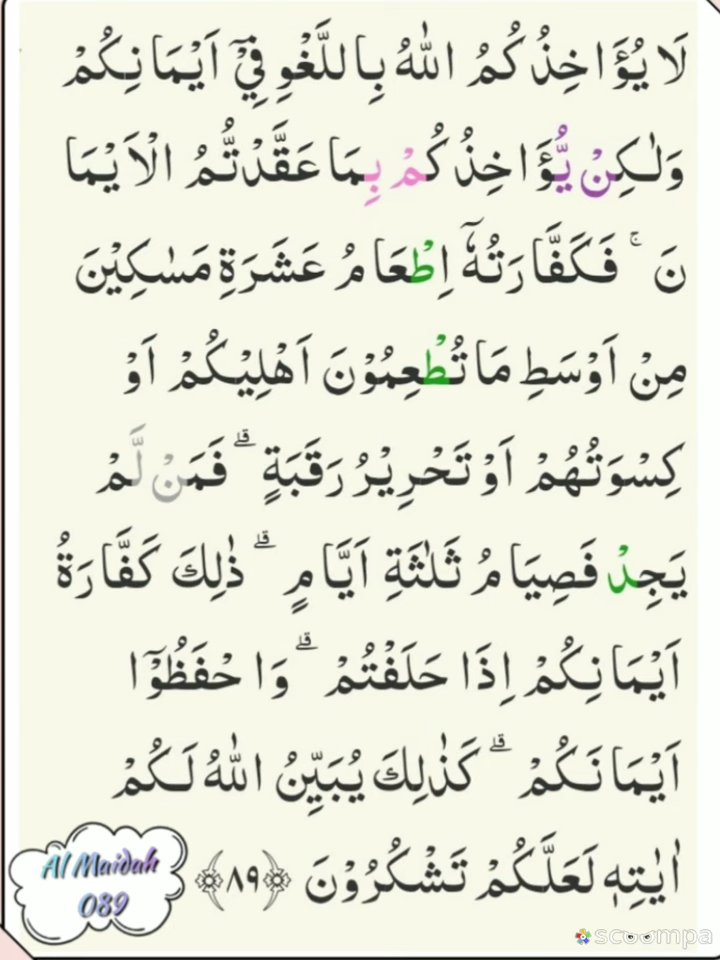 لَا يُؤَاخِذُكُمُ اللّٰهُ بِاللَّغْوِ فِيْٓ اَيْمَانِكُمْ
وَلٰكِنْ يُّؤَاخِذُكُمْ بِمَا عَقَّدْتُّمُ الْاَيْمَا
نَ ۚ فَكَفَّارَتُهٗٓ اِطْعَامُ عَشَرَةِ مَسٰكِيْنَ
مِنْ اَوْسَطِ مَا تُطْعِمُوْنَ اَهْلِيْكُمْ اَوْ
كِسْوَتُهُمْ اَوْ تَحْرِيْرُ رَقَبَةٍ ۗ فَمَنْ لَّمْ
يَجِدْ فَصِيَامُ ثَلٰثَةِ اَيَّامٍ ۗ ذٰلِكَ كَفَّارَةُ
اَيْمَانِكُمْ اِذَا حَلَفْتُمْ ۗ وَاحْفَظُوْٓا
اَيْمَانَكُمْ ۗ كَذٰلِكَ يُبَيِّنُ اللّٰهُ لَكُمْ
اٰيٰتِهٖ لَعَلَّكُمْ تَشْكُرُوْنَ ﴿٨٩﴾
Al Maidah
089
scoompa